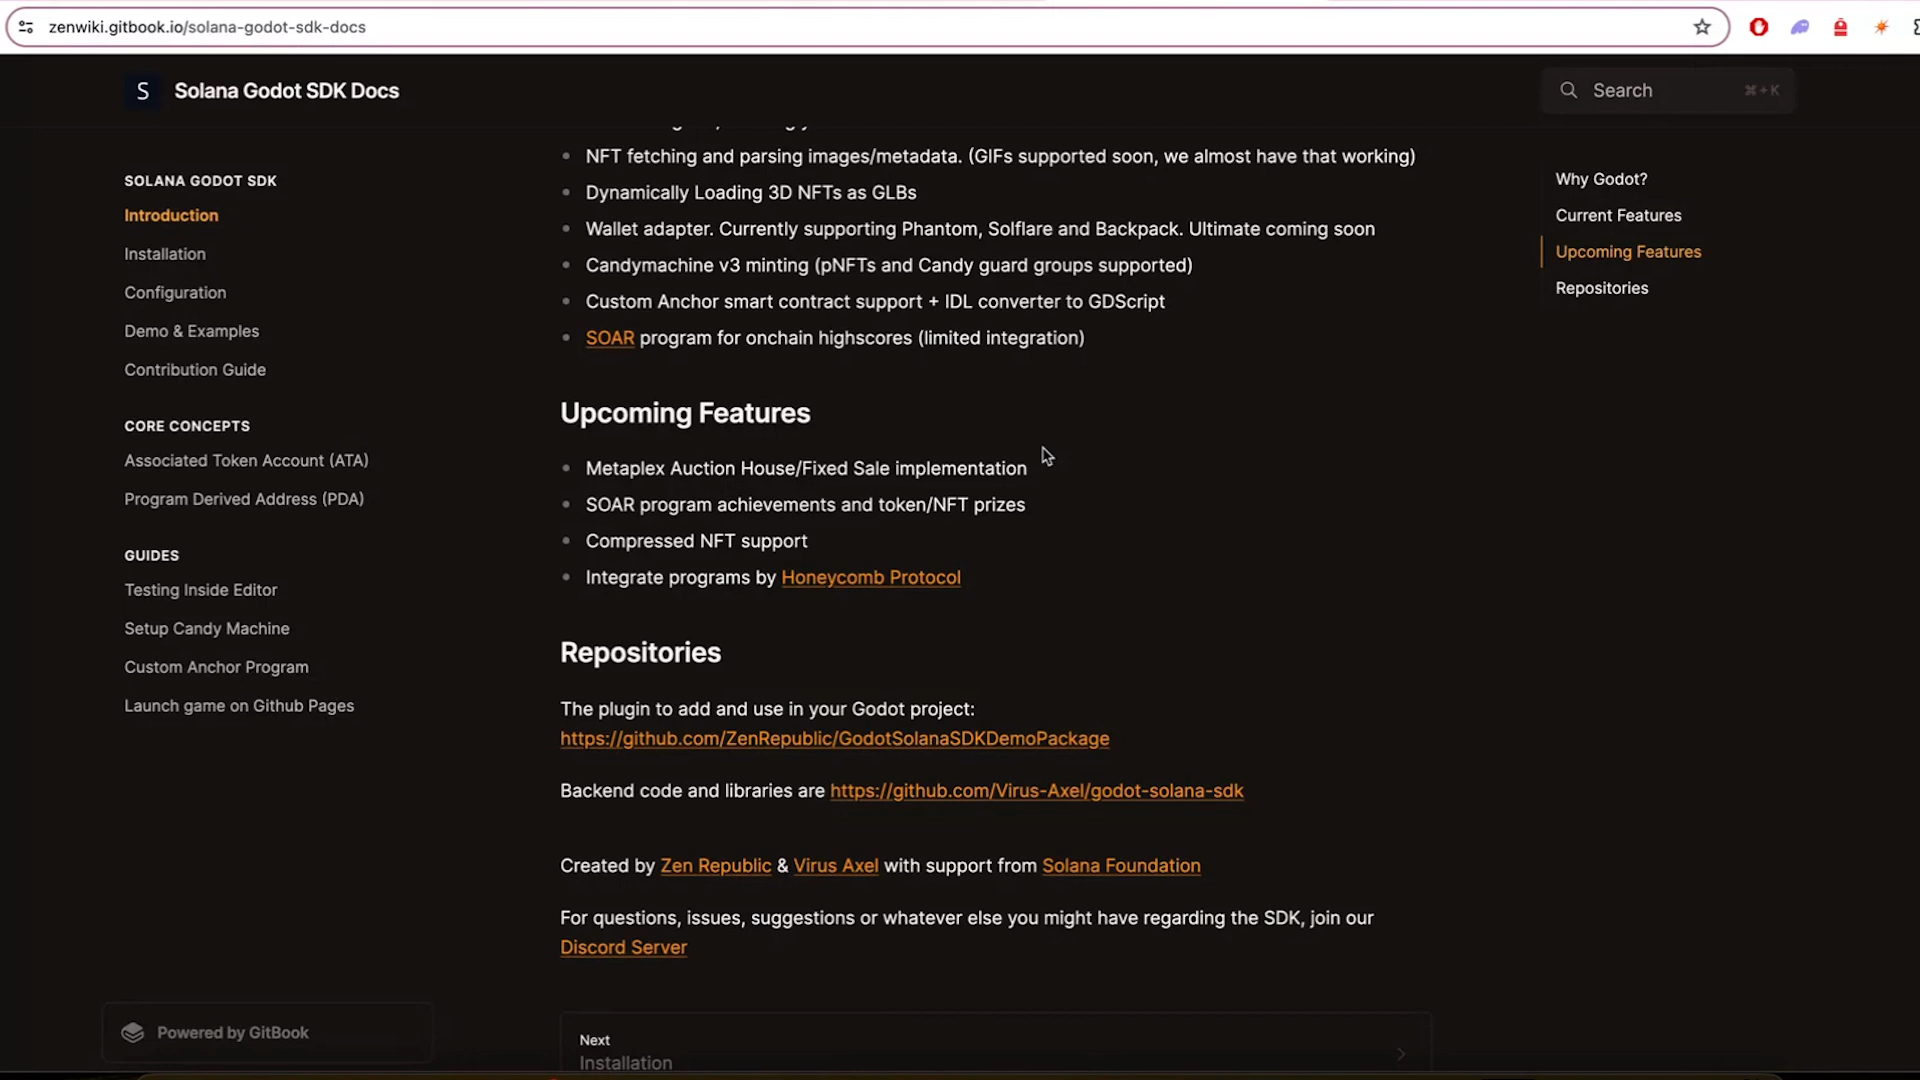 zenwiki.gitbook.io/solana-godot-sdk-docs
S
Solana Godot SDK Docs
Search
⌘+K
SOLANA GODOT SDK
Introduction
Installation
Configuration
Demo & Examples
Contribution Guide
CORE CONCEPTS
Associated Token Account (ATA)
Program Derived Address (PDA)
GUIDES
Testing Inside Editor
Setup Candy Machine
Custom Anchor Program
Launch game on Github Pages
Powered by GitBook
NFT fetching and parsing images/metadata. (GIFs supported soon, we almost have that working)
Dynamically Loading 3D NFTs as GLBs
Wallet adapter. Currently supporting Phantom, Solflare and Backpack. Ultimate coming soon
Candymachine v3 minting (pNFTs and Candy guard groups supported)
Custom Anchor smart contract support + IDL converter to GDScript
SOAR program for onchain highscores (limited integration)
Upcoming Features
Metaplex Auction House/Fixed Sale implementation
SOAR program achievements and token/NFT prizes
Compressed NFT support
Integrate programs by Honeycomb Protocol
Repositories
The plugin to add and use in your Godot project:
https://github.com/ZenRepublic/GodotSolanaSDKDemoPackage
Backend code and libraries are https://github.com/Virus-Axel/godot-solana-sdk
Created by Zen Republic & Virus Axel with support from Solana Foundation
For questions, issues, suggestions or whatever else you might have regarding the SDK, join our
Discord Server
Next
Installation
Why Godot?
Current Features
Upcoming Features
Repositories